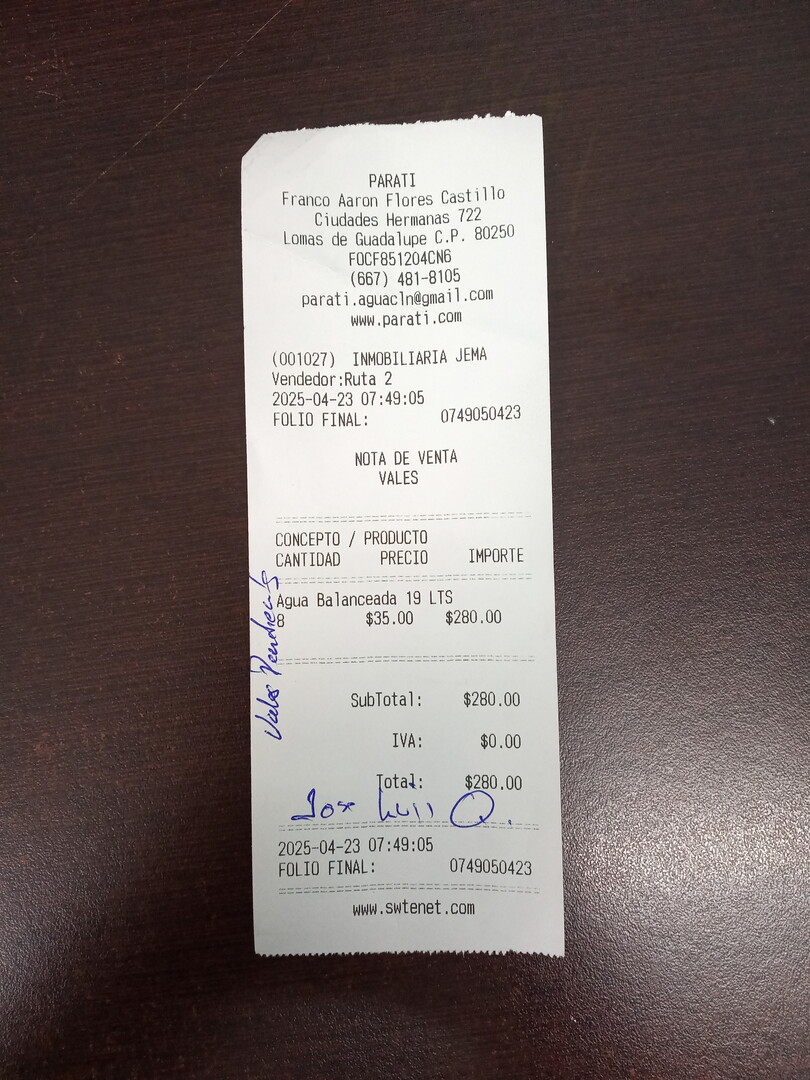 PARATI
Franco Aaron Flores Castillo
Ciudades Hermanas 722
Lomas de Guadalupe C.P. 80250
FOCF851204CN6
(667) 481-8105
parati.aguacln@gmail.com
www.parati.com
(001027) INMOBILIARIA JEMA
Vendedor:Ruta 2
2025-04-23 07:49:05
FOLIO FINAL: 0749050423
NOTA DE VENTA
VALES
CONCEPTO / PRODUCTO
CANTIDAD PRECIO IMPORTE
Agua Balanceada 19 LTS
8 $35.00 $280.00
SubTotal: $280.00
IVA: $0.00
Total: $280.00
Jose Luis Q.
2025-04-23 07:49:05
FOLIO FINAL: 0749050423
www.swtenet.com
Vales